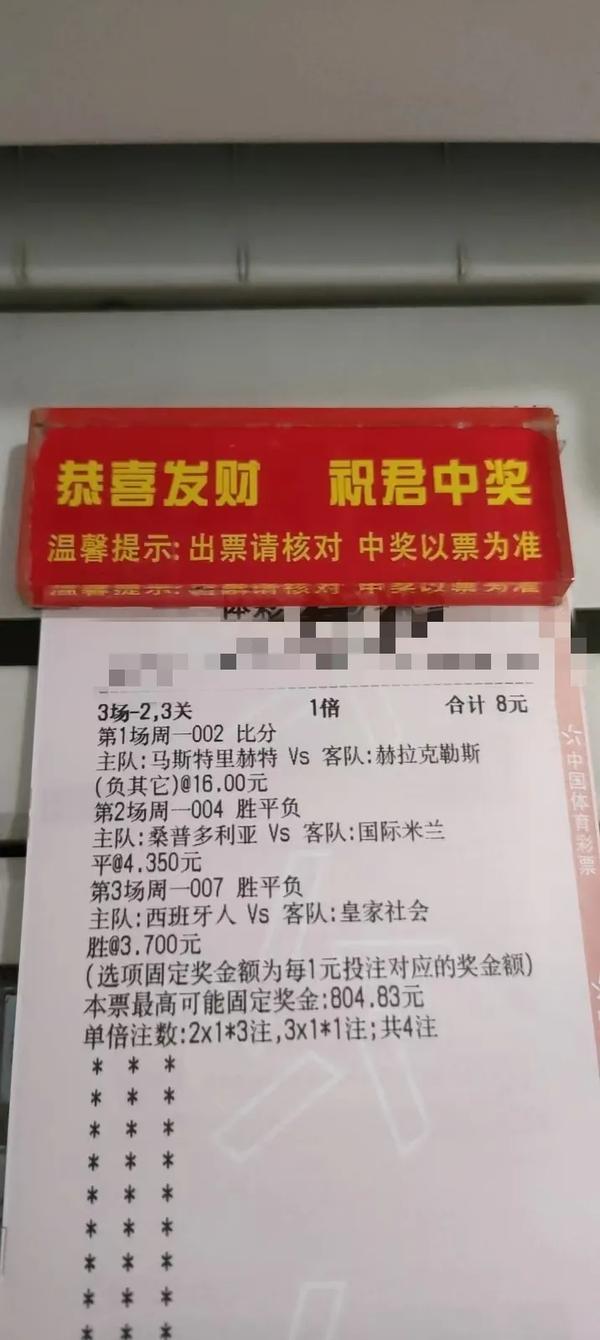 恭喜发财 祝君中奖
温馨提示:出票请核对 中奖以票为准
体彩
3场-2,3关 1倍 合计 8元
第1场周一002 比分
主队:马斯特里赫特 Vs 客队:赫拉克勒斯
(负其它)@16.00元
第2场周一004 胜平负
主队:桑普多利亚 Vs 客队:国际米兰
平@4.350元
第3场周一007 胜平负
主队:西班牙人 Vs 客队:皇家社会
胜@3.700元
(选项固定奖金额为每1元投注对应的奖金额)
本票最高可能固定奖金:804.83元
单倍注数:2x1*3注,3x1*1注;共4注
* * *
* * *
* * *
* * *
* * *
* * *
* * *
* * *
* * *
中国体育彩票